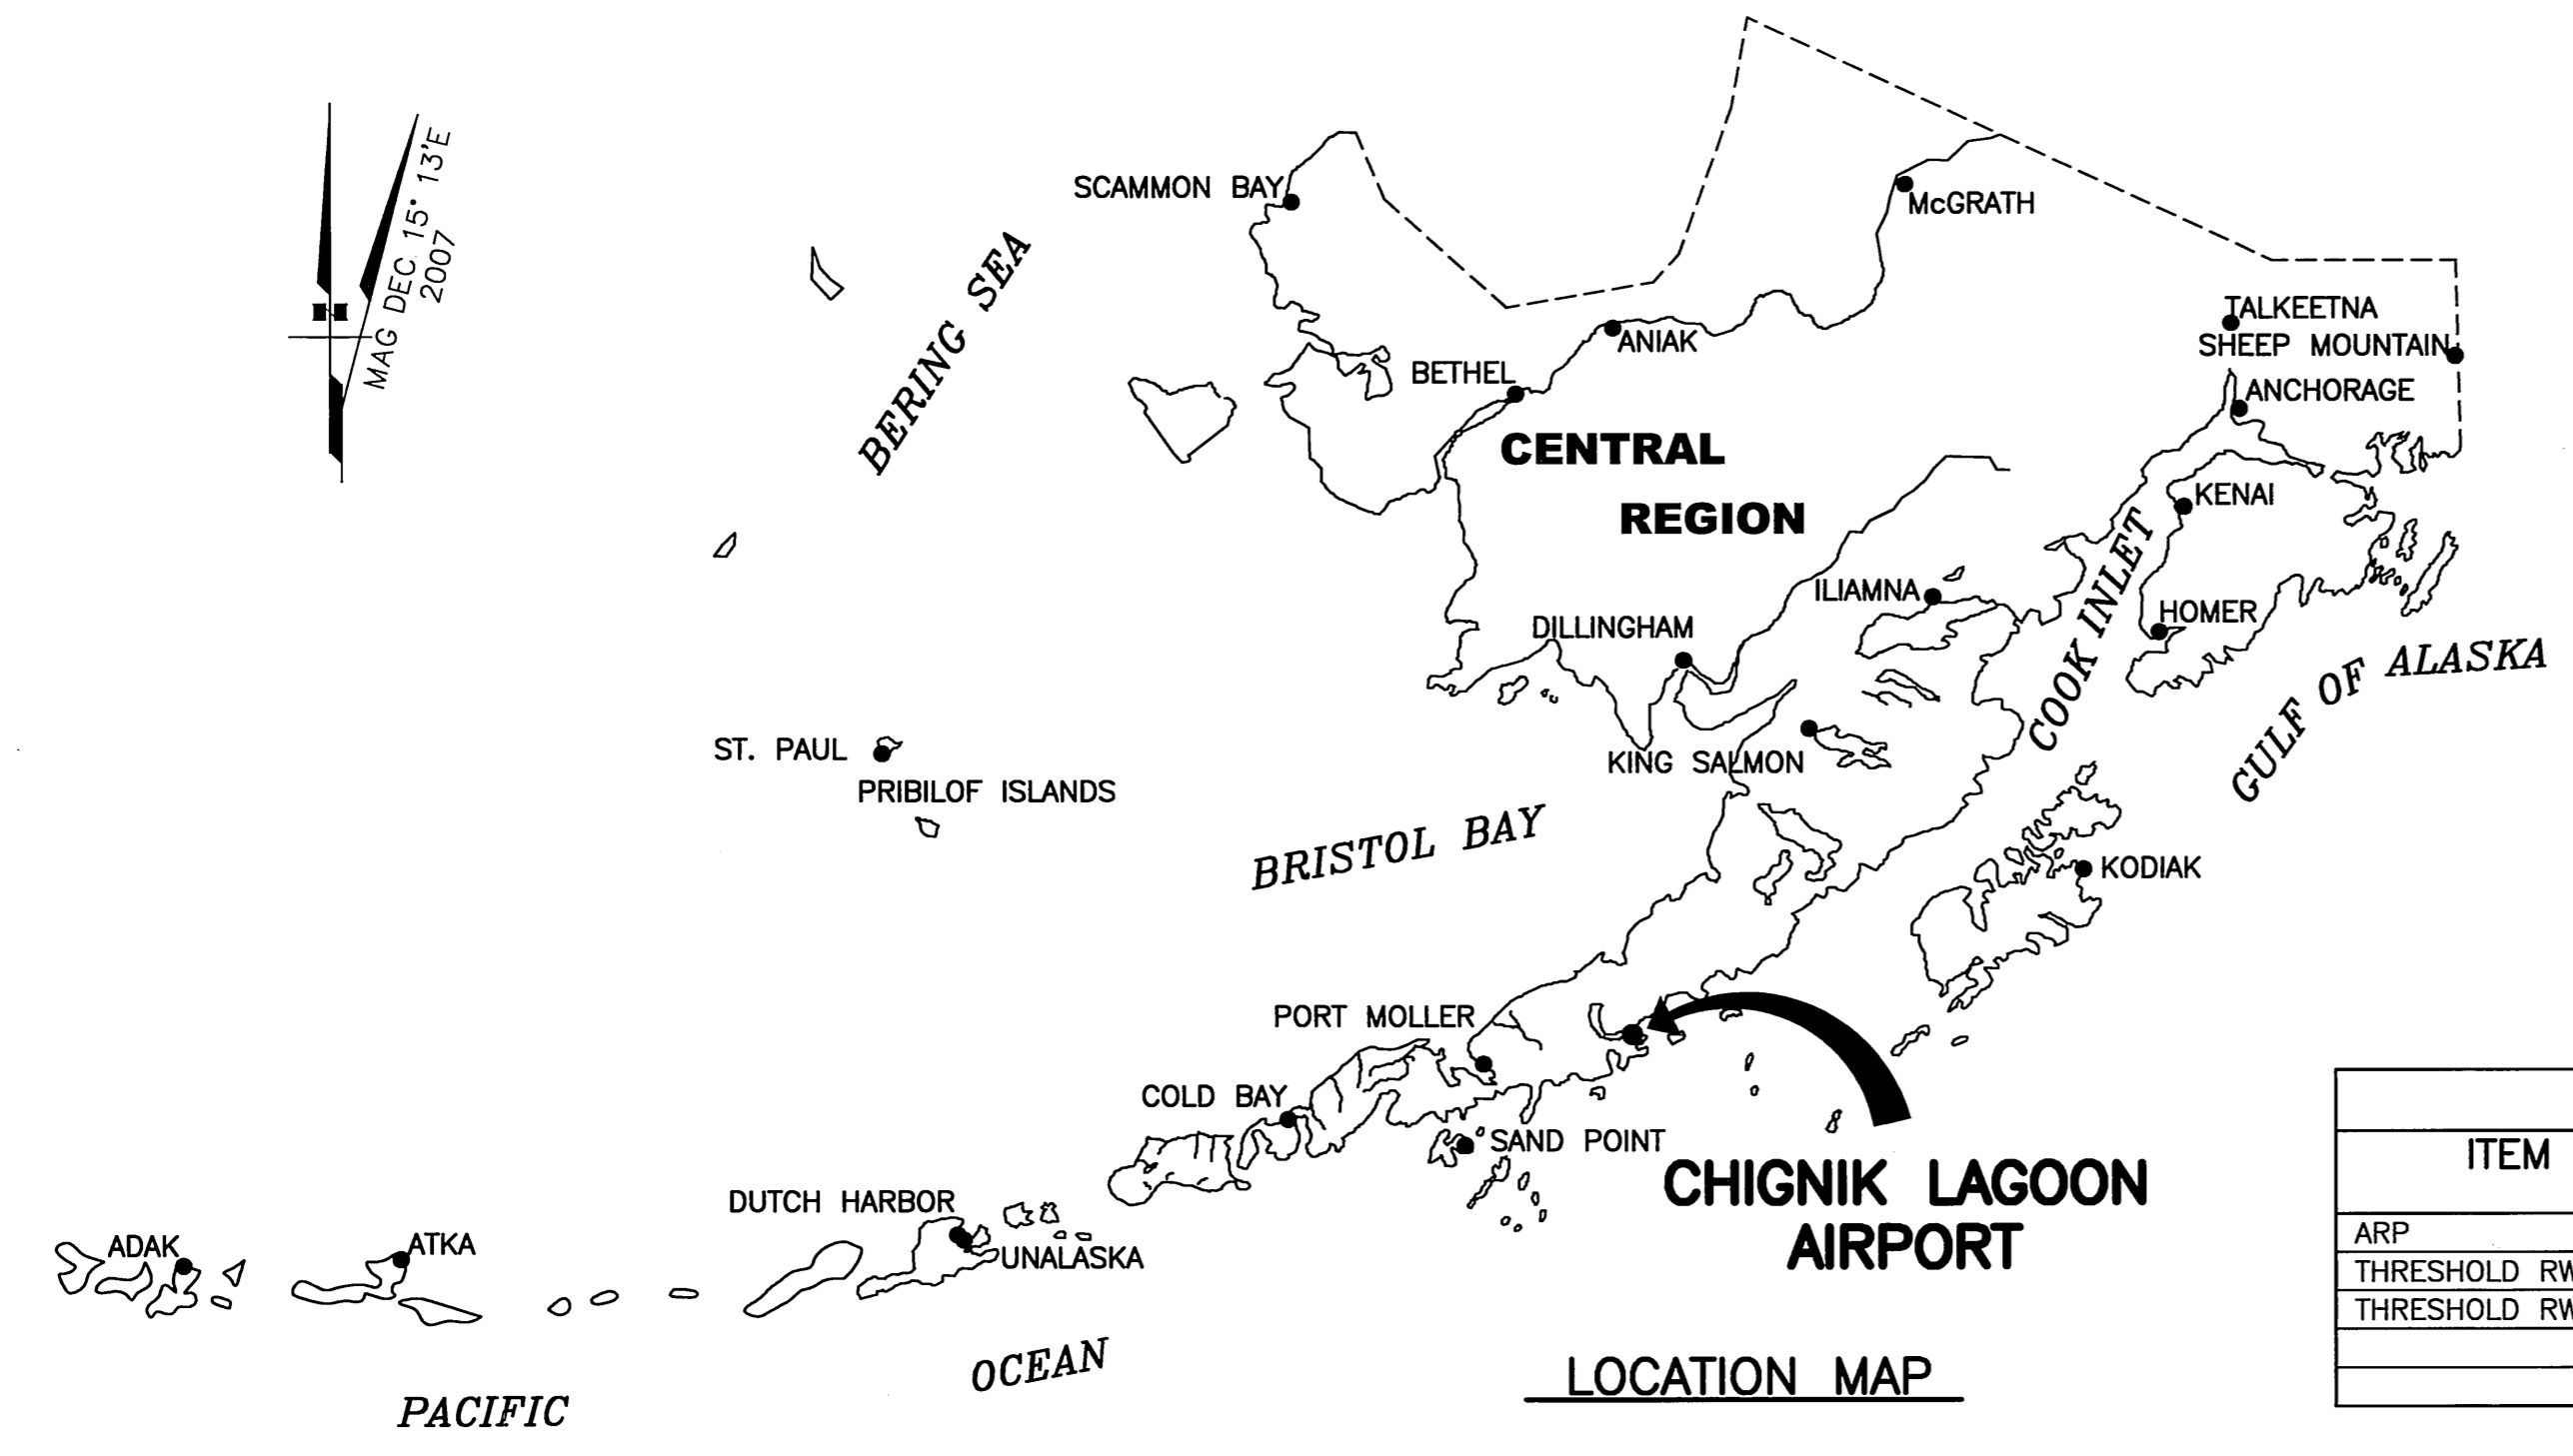 MAG DEC. 15° 13'E
2007
SCAMMON BAY
McGRATH
BERING SEA
TALKEETNA
SHEEP MOUNTAIN
ANIAK
BETHEL
ANCHORAGE
CENTRAL
REGION
KENAI
ILIAMNA
HOMER
DILLINGHAM
COOK INLET
GULF OF ALASKA
ST. PAUL
KING SALMON
PRIBILOF ISLANDS
BRISTOL BAY
KODIAK
PORT MOLLER
COLD BAY
SAND POINT
CHIGNIK LAGOON
AIRPORT
DUTCH HARBOR
UNALASKA
ADAK
ATKA
PACIFIC
OCEAN
LOCATION MAP
ITEM
ARP
THRESHOLD RW
THRESHOLD RW